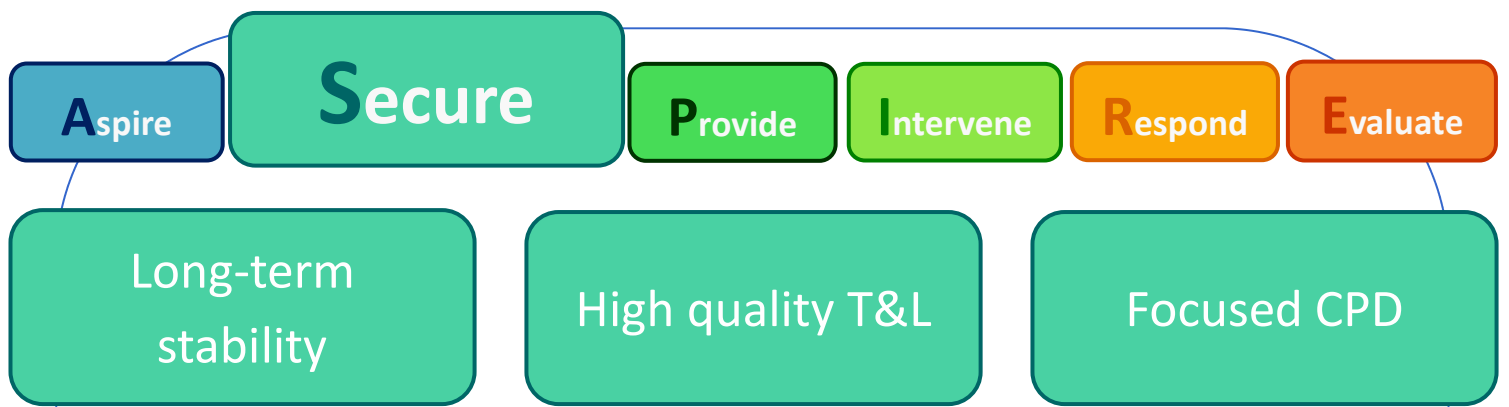 Aspire Secure Provide Intervene Respond Evaluate
Long-term
stability
High quality T&L
Focused CPD